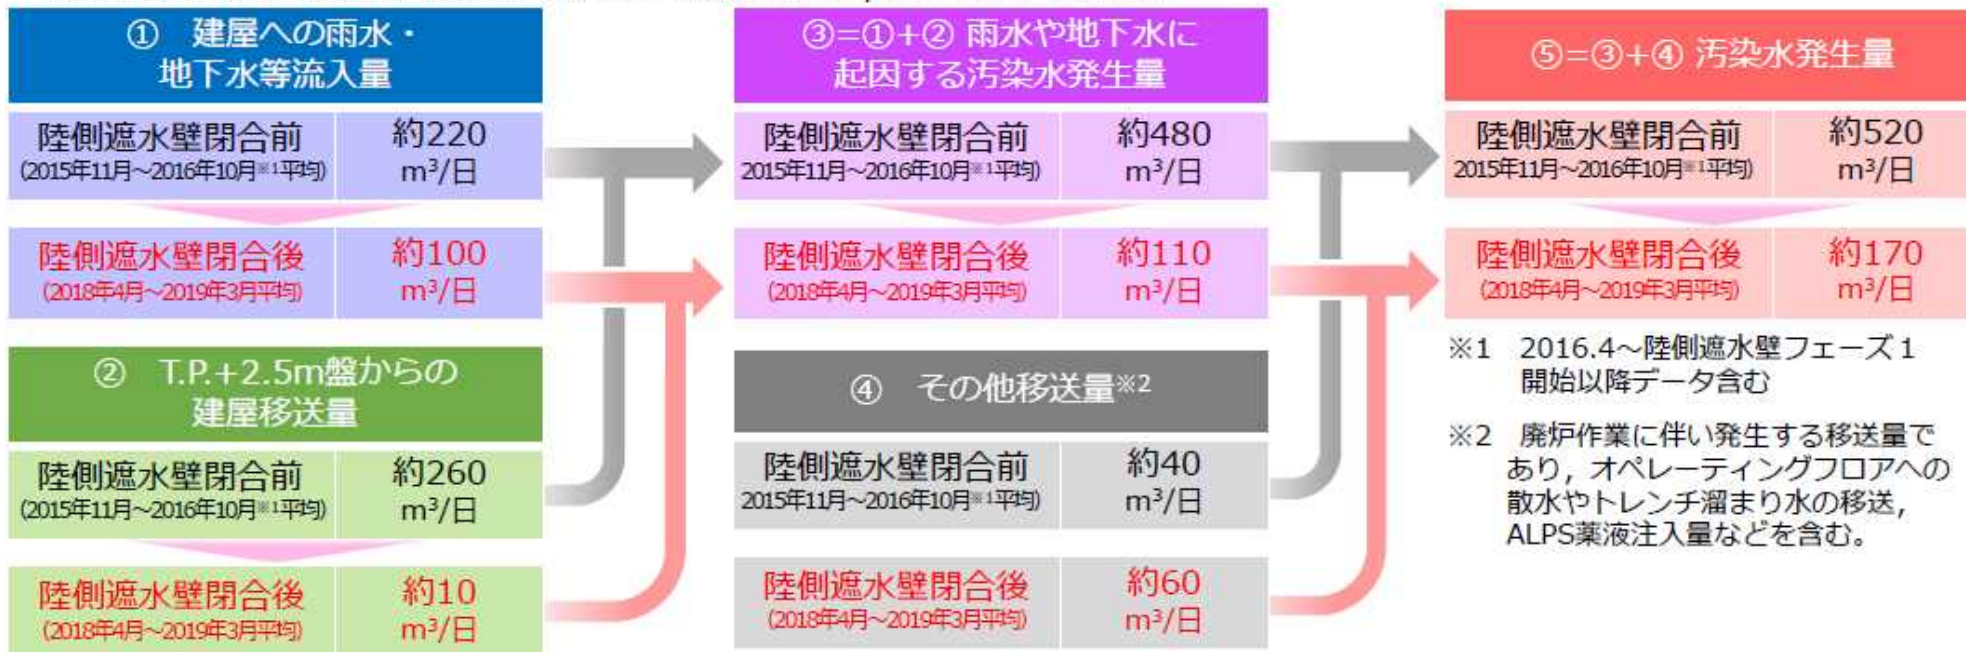 ① 建屋への雨水・
地下水等流入量
陸側遮水壁閉合前
(2015年11月～2016年10月※1平均)
約220
m³/日
陸側遮水壁閉合後
(2018年4月～2019年3月平均)
約100
m³/日
② T.P.+2.5m盤からの
建屋移送量
陸側遮水壁閉合前
(2015年11月～2016年10月※1平均)
約260
m³/日
陸側遮水壁閉合後
(2018年4月～2019年3月平均)
約10
m³/日
③=①+② 雨水や地下水に
起因する汚染水発生量
陸側遮水壁閉合前
2015年11月～2016年10月※1平均)
約480
m³/日
陸側遮水壁閉合後
(2018年4月～2019年3月平均)
約110
m³/日
④ その他移送量※2
陸側遮水壁閉合前
2015年11月～2016年10月※1平均)
約40
m³/日
陸側遮水壁閉合後
(2018年4月～2019年3月平均)
約60
m³/日
⑤=③+④ 汚染水発生量
陸側遮水壁閉合前
2015年11月～2016年10月※1平均)
約520
m³/日
陸側遮水壁閉合後
(2018年4月～2019年3月平均)
約170
m³/日
※1 2016.4～陸側遮水壁フェーズ1
開始以降データ含む
※2 廃炉作業に伴い発生する移送量で
あり，オペレーティングフロアへの
散水やトレンチ溜まり水の移送，
ALPS薬液注入量などを含む。